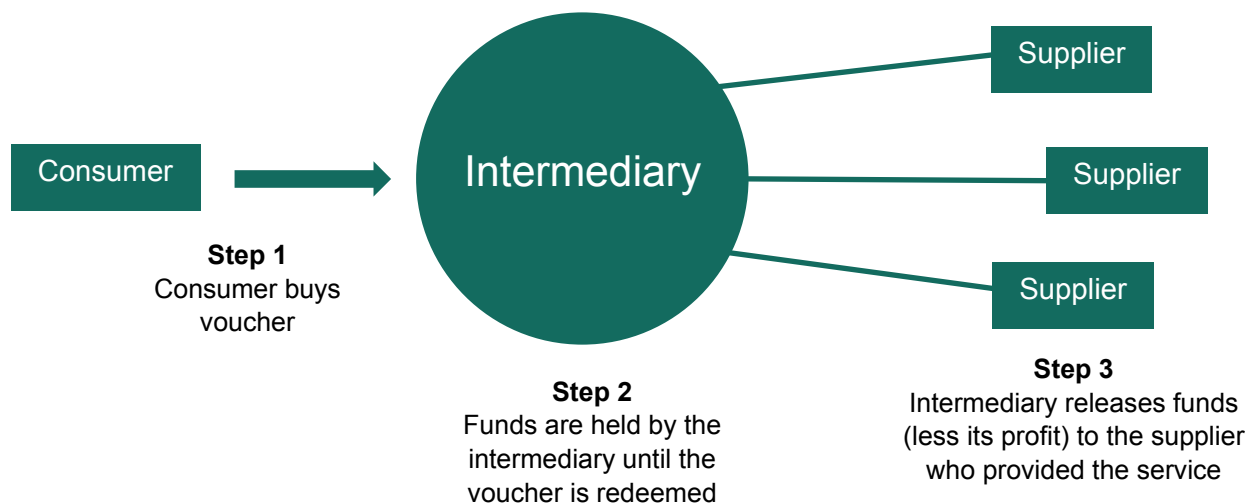 Supplier
Consumer
Intermediary
Supplier
Supplier
Step 1
Consumer buys
voucher
Step 2
Funds are held by the
intermediary until the
voucher is redeemed
Step 3
Intermediary releases funds
(less its profit) to the supplier
who provided the service